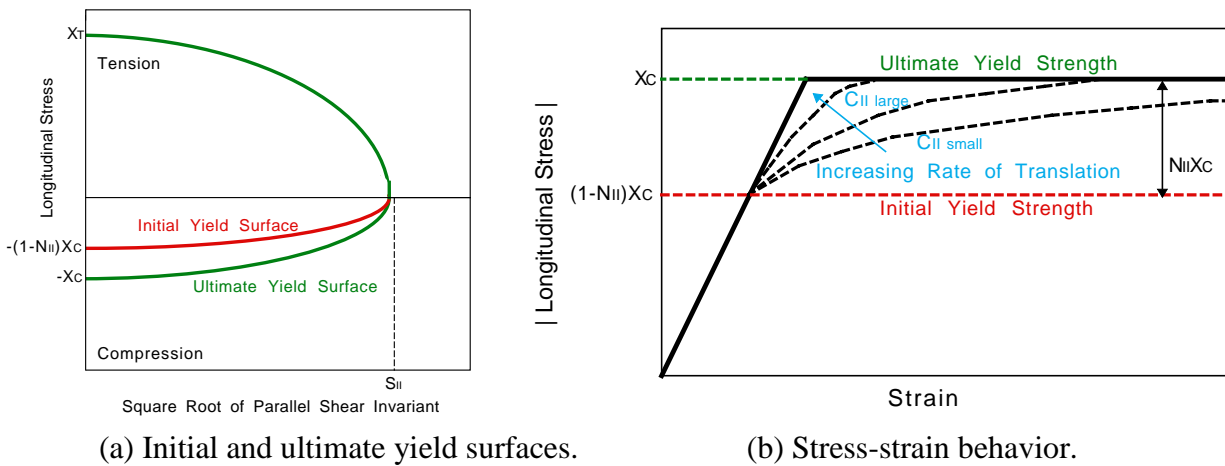 XT
Tension
Longitudinal Stress
Initial Yield Surface
-(1-NII)XC
-XC
Ultimate Yield Surface
Compression
SII
Square Root of Parallel Shear Invariant
(a) Initial and ultimate yield surfaces.
| Longitudinal Stress |
Ultimate Yield Strength
XC
CII large
CII small
NIIXC
Increasing Rate of Translation
(1-NII)XC
Initial Yield Strength
Strain
(b) Stress-strain behavior.